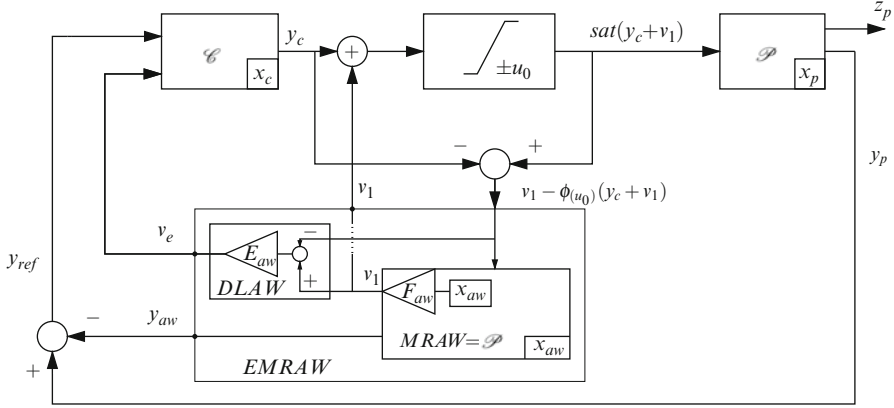 z_p
𝒞
y_c
+
sat(y_c+v_1)
𝒫
x_c
±u_0
x_p
−
+
y_p
v_1
v_1 − ϕ_(u_0)(y_c + v_1)
v_e
−
E_aw
+
v_1
y_ref
DLAW
F_aw
x_aw
−
y_aw
MRAW=𝒫
x_aw
+
EMRAW